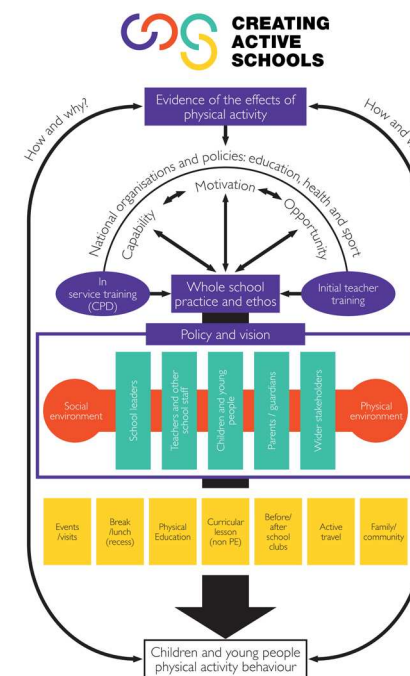 CREATING
ACTIVE
SCHOOLS
How and why?
Evidence of the effects of
physical activity
How and w
National organisations and policies: education, health and sport
Capability
Motivation
Opportunity
In
service training
(CPD)
Whole school
practice and ethos
Initial teacher
training
Policy and vision
Social
environment
School leaders
Teachers and other
school staff
Children and young
people
Parents / guardians
Wider stakeholders
Physical
environment
Events
/visits
Break
/lunch
(recess)
Physical
Education
Curricular
lesson
(non PE)
Before/
after
school
clubs
Active
travel
Family/
community
Children and young people
physical activity behaviour